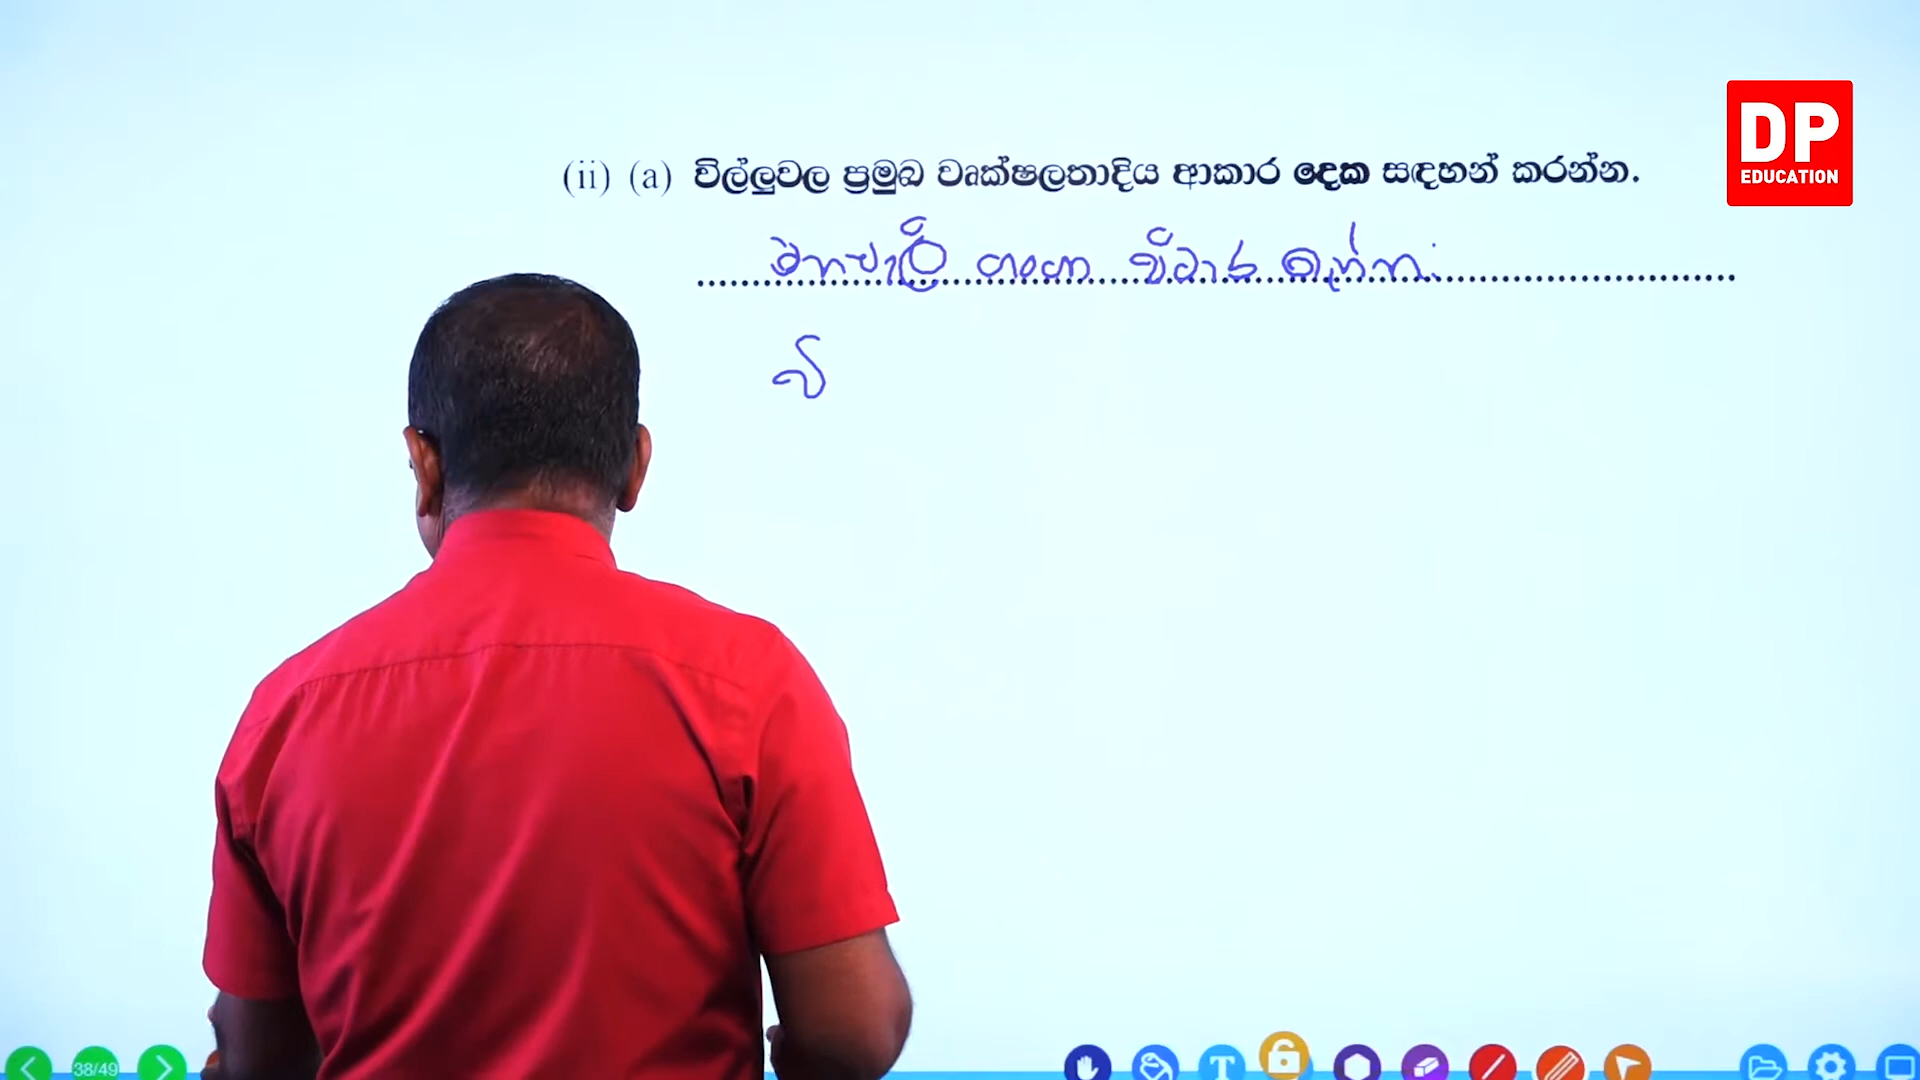 DP
EDUCATION
(ii) (a) විල්ලුවල ප්‍රමුඛ වෘක්ෂලතාදිය ආකාර දෙක සඳහන් කරන්න.
ගංගා
වි
38/49
T